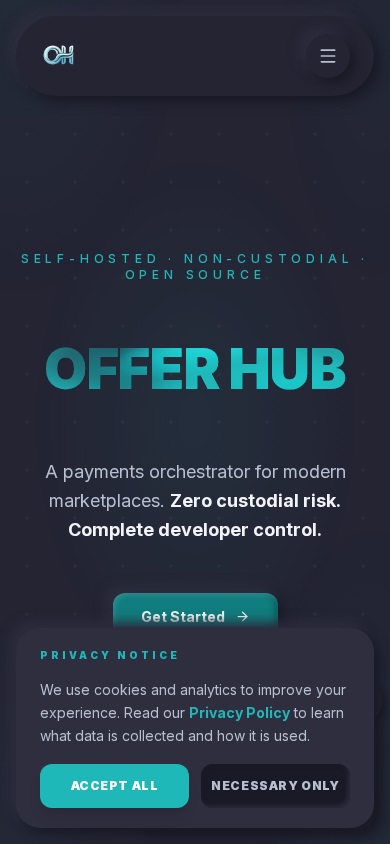 OH
SELF-HOSTED · NON-CUSTODIAL ·
OPEN SOURCE
OFFER HUB
A payments orchestrator for modern
marketplaces. Zero custodial risk.
Complete developer control.
Get Started →
PRIVACY NOTICE
We use cookies and analytics to improve your
experience. Read our Privacy Policy to learn
what data is collected and how it is used.
ACCEPT ALL
NECESSARY ONLY